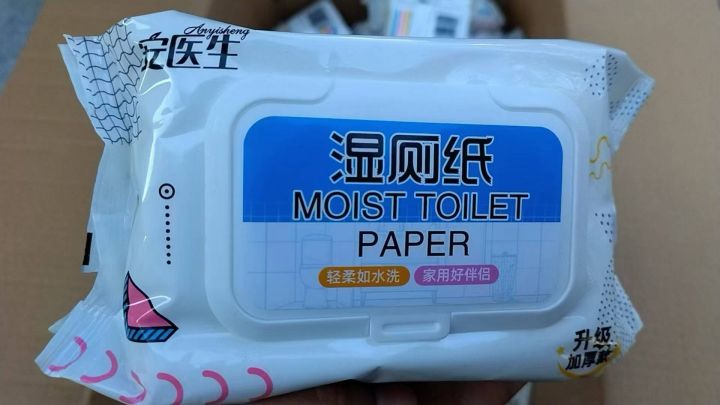 Anyisheng
安医生
湿厕纸
MOIST TOILET
PAPER
轻柔如水洗
家用好伴侣
升级
加厚款